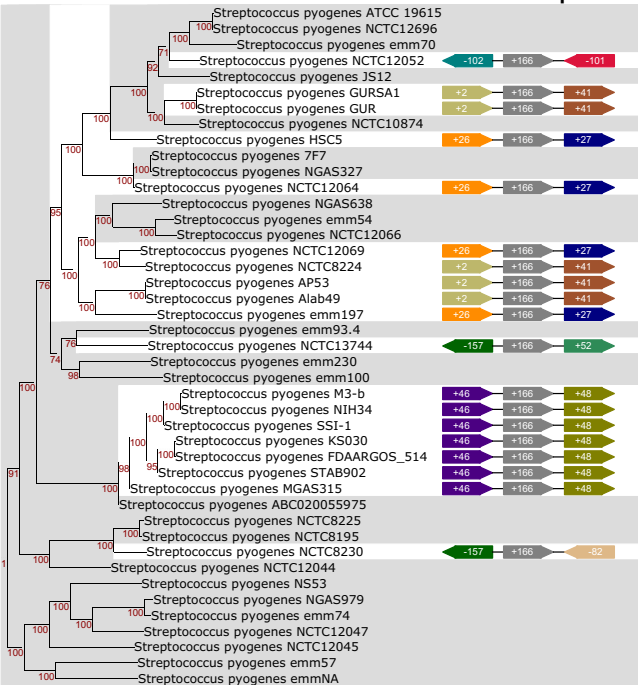 Streptococcus pyogenes ATCC 19615
100 Streptococcus pyogenes NCTC12696
100 Streptococcus pyogenes emm70
71 Streptococcus pyogenes NCTC12052 -102 +166 -101
92 Streptococcus pyogenes JS12
100 Streptococcus pyogenes GURSA1 +2 +166 +41
100 Streptococcus pyogenes GUR +2 +166 +41
100 100 Streptococcus pyogenes NCTC10874
Streptococcus pyogenes HSC5 +26 +166 +27
100 Streptococcus pyogenes 7F7
100 100 Streptococcus pyogenes NGAS327
Streptococcus pyogenes NCTC12064 +26 +166 +27
Streptococcus pyogenes NGAS638
95 100 Streptococcus pyogenes emm54
100 100 Streptococcus pyogenes NCTC12066
Streptococcus pyogenes NCTC12069 +26 +166 +27
100 100 Streptococcus pyogenes NCTC8224 +2 +166 +41
76 Streptococcus pyogenes AP53 +2 +166 +41
100 100 Streptococcus pyogenes Alab49 +2 +166 +41
100 Streptococcus pyogenes emm197 +26 +166 +27
Streptococcus pyogenes emm93.4
76 Streptococcus pyogenes NCTC13744 -157 +166 +52
74 Streptococcus pyogenes emm230
98 Streptococcus pyogenes emm100
100 Streptococcus pyogenes M3-b +46 +166 +48
100 Streptococcus pyogenes NIH34 +46 +166 +48
100 Streptococcus pyogenes SSI-1 +46 +166 +48
100 100 Streptococcus pyogenes KS030 +46 +166 +48
Streptococcus pyogenes FDAARGOS_514 +46 +166 +48
91 98 95 Streptococcus pyogenes STAB902 +46 +166 +48
100 Streptococcus pyogenes MGAS315 +46 +166 +48
Streptococcus pyogenes ABC020055975
Streptococcus pyogenes NCTC8225
100 Streptococcus pyogenes NCTC8195
100 Streptococcus pyogenes NCTC8230 -157 +166 -82
1 100 Streptococcus pyogenes NCTC12044
Streptococcus pyogenes NS53
100 Streptococcus pyogenes NGAS979
100 100 Streptococcus pyogenes emm74
100 Streptococcus pyogenes NCTC12047
100 Streptococcus pyogenes NCTC12045
Streptococcus pyogenes emm57
100 Streptococcus pyogenes emmNA